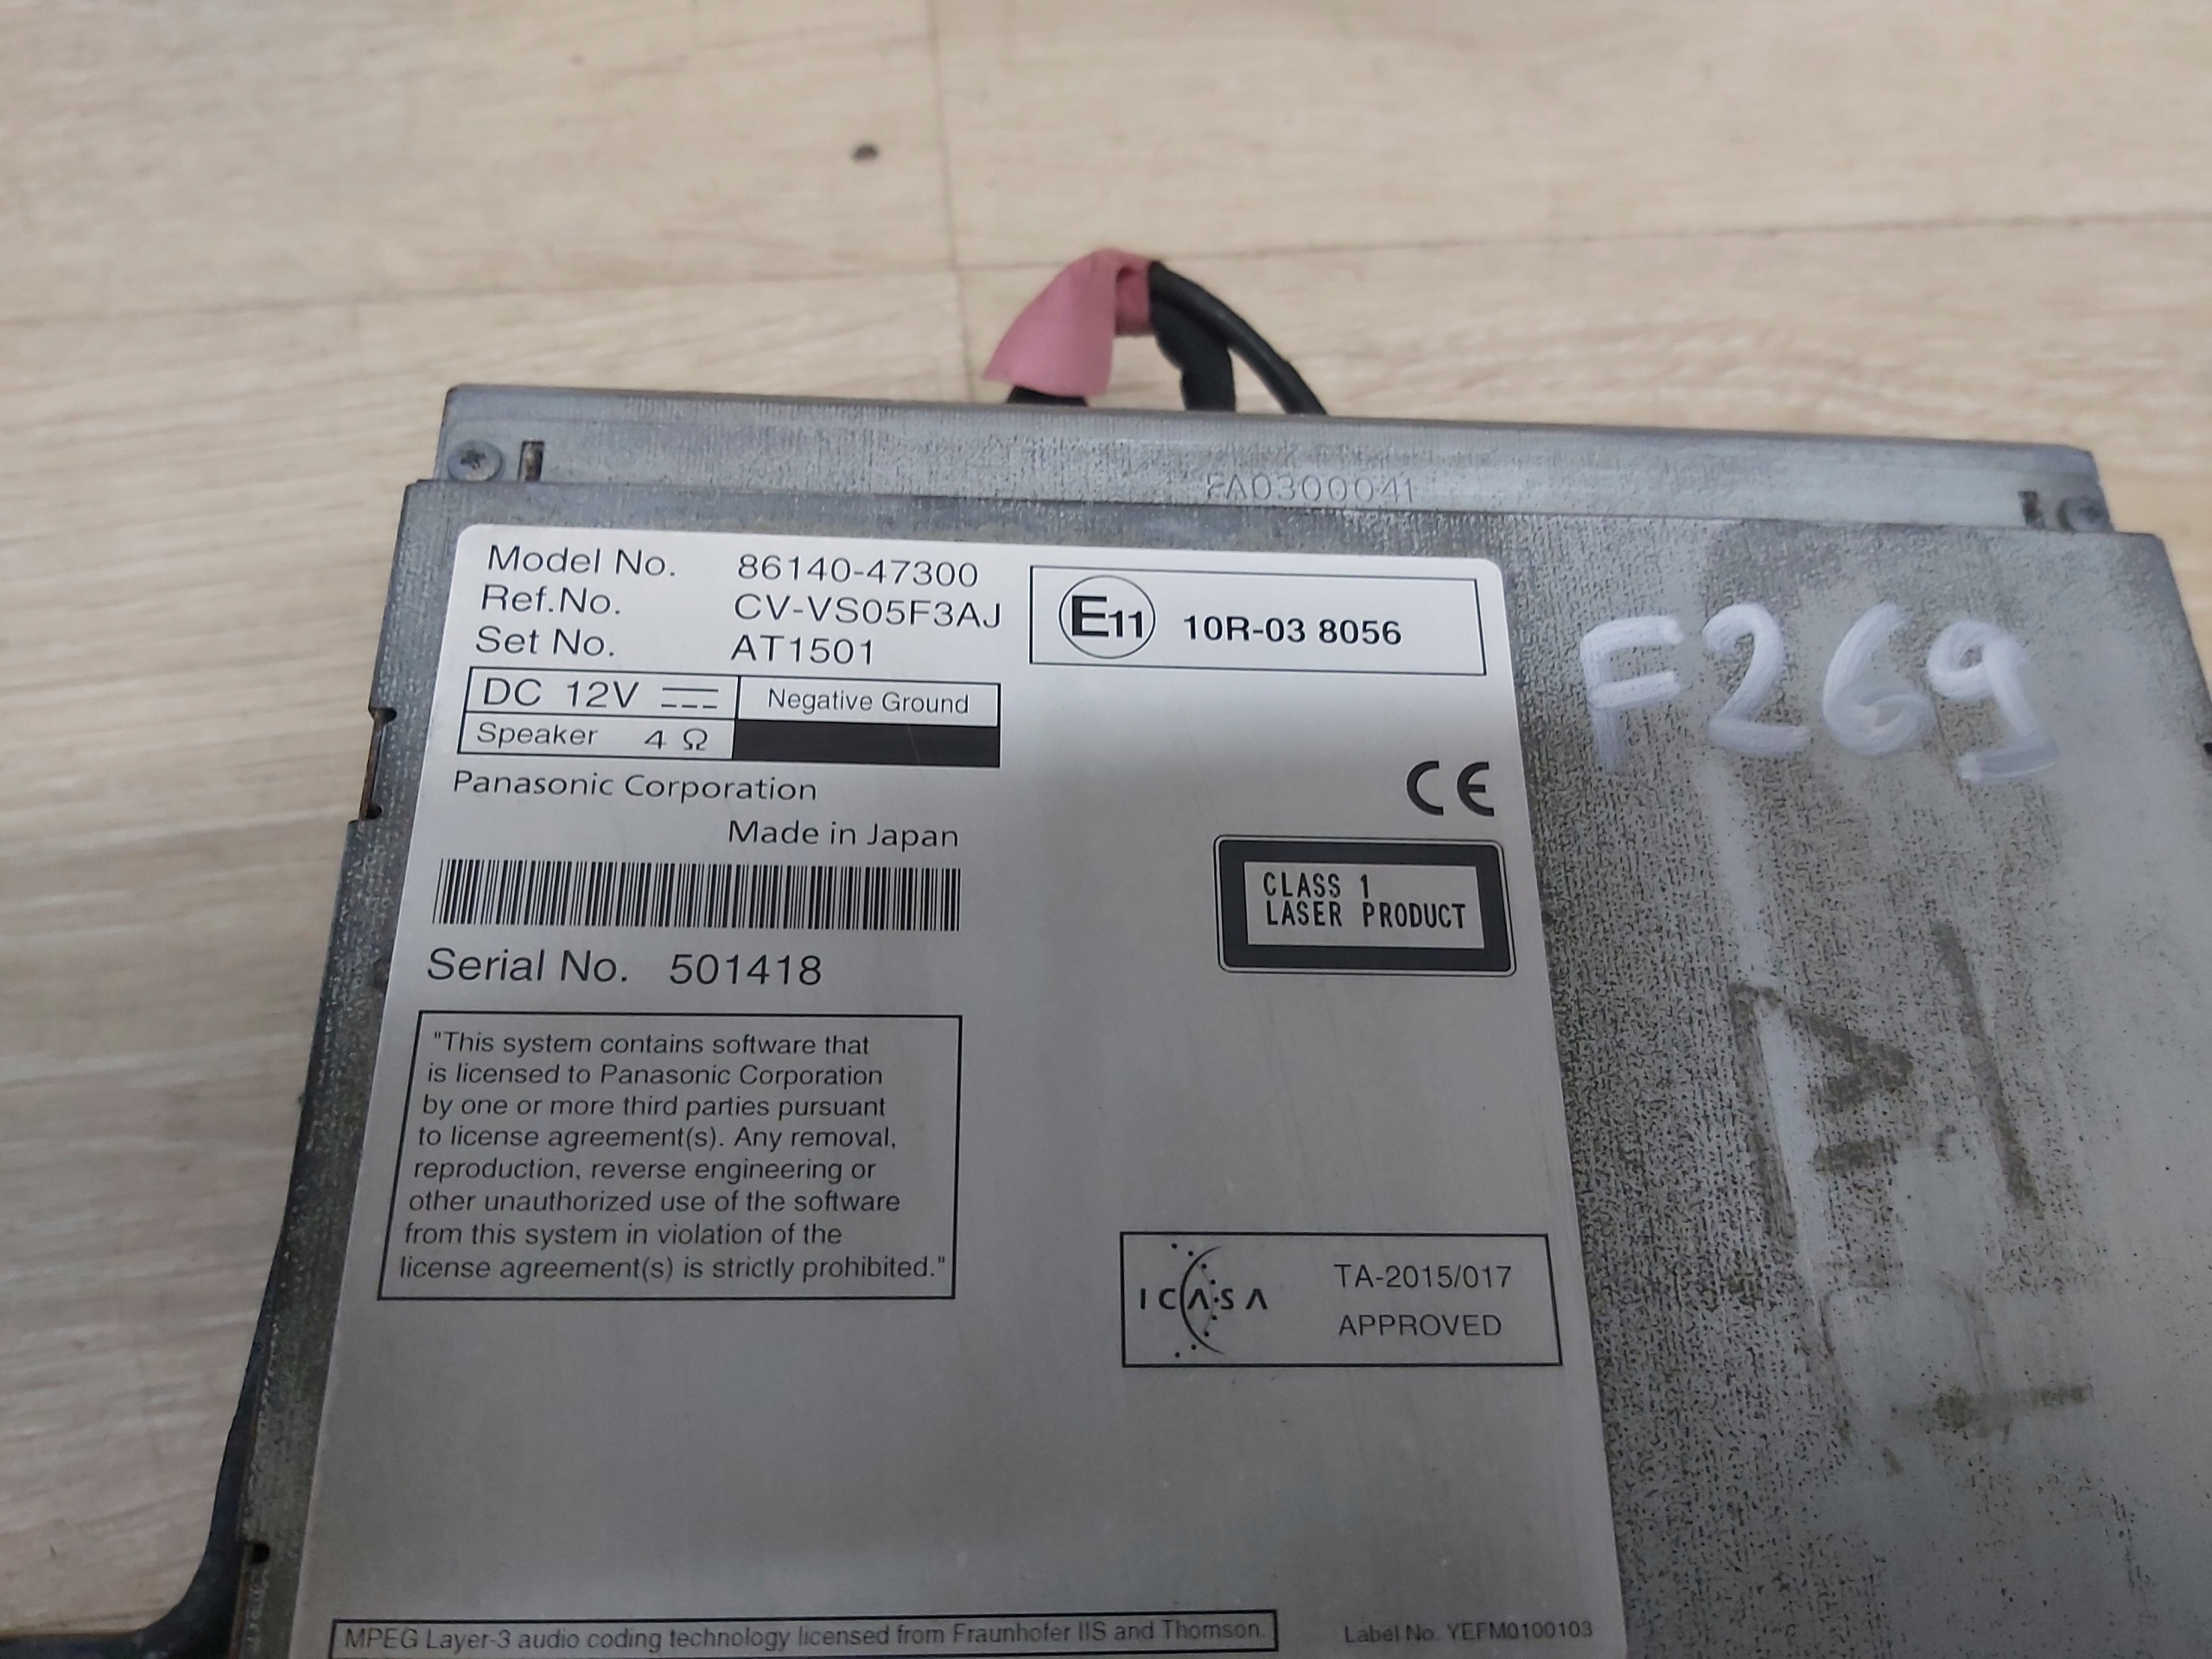 FA0300041
Model No. 86140-47300
Ref.No. CV-VS05F3AJ
Set No. AT1501
E11 10R-03 8056
F269
DC 12V Negative Ground
Speaker 4 Ω
Panasonic Corporation
Made in Japan
CE
CLASS 1
LASER PRODUCT
Serial No. 501418
"This system contains software that
is licensed to Panasonic Corporation
by one or more third parties pursuant
to license agreement(s). Any removal,
reproduction, reverse engineering or
other unauthorized use of the software
from this system in violation of the
license agreement(s) is strictly prohibited."
ICASA TA-2015/017
APPROVED
MPEG Layer-3 audio coding technology licensed from Fraunhofer IIS and Thomson.
Label No. YEFM0100103